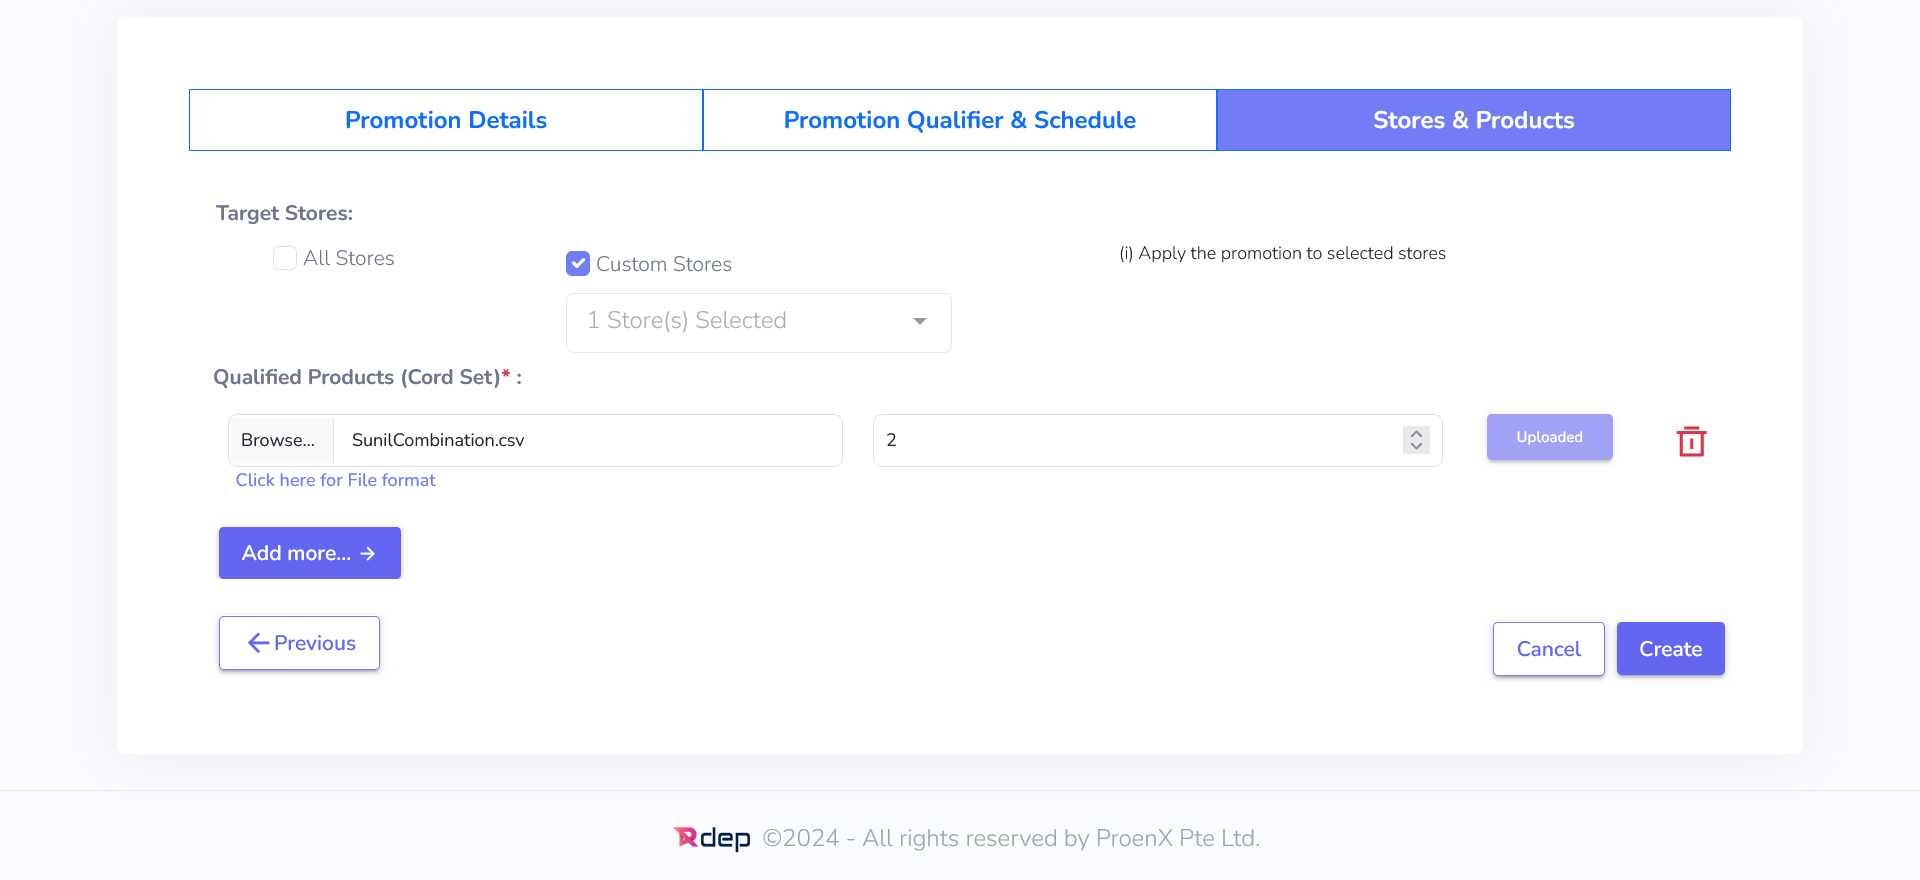 Promotion Details Promotion Qualifier & Schedule Stores & Products
Target Stores:
All Stores
Custom Stores
(i) Apply the promotion to selected stores
1 Store(s) Selected
Qualified Products (Cord Set)* :
Browse... SunilCombination.csv 2 Uploaded
Click here for File format
Add more... →
← Previous
Cancel Create
Rdep ©2024 - All rights reserved by ProenX Pte Ltd.